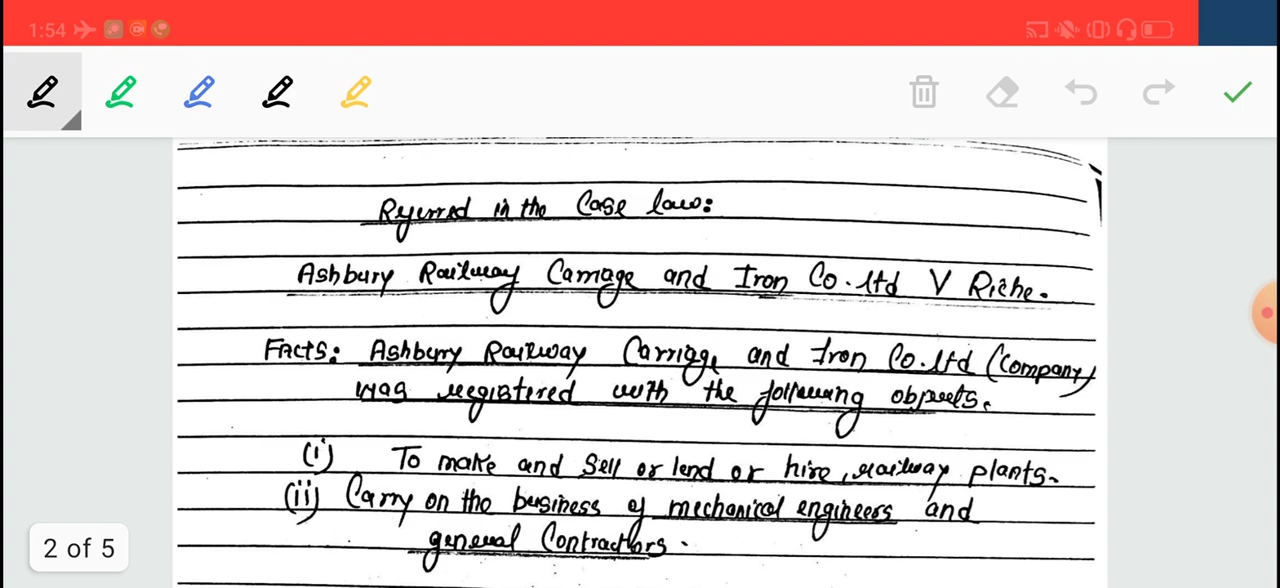 1:54
Referred in the Case law:
Ashbury Railway Carriage and Iron Co. ltd V Riche.
Facts: Ashbury Railway Carriage and Iron Co. ltd (company)
was registered with the following objects.
(i) To make and sell or lend or hire, railway plants.
(ii) Carry on the business of mechanical engineers and
general Contractors.
2 of 5